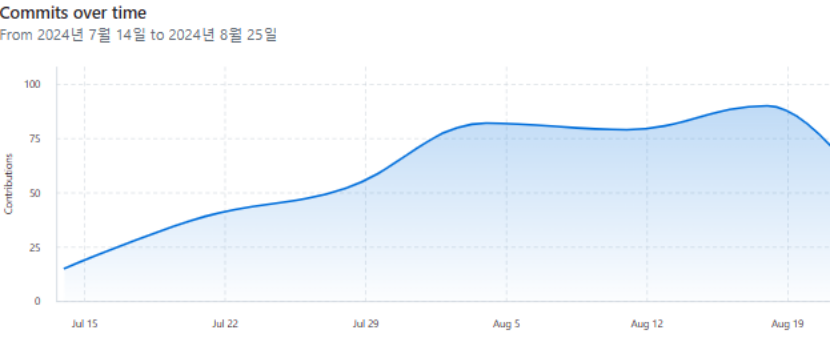 Commits over time
From 2024년 7월 14일 to 2024년 8월 25일
100
75
50
25
0
Contributions
Jul 15
Jul 22
Jul 29
Aug 5
Aug 12
Aug 19